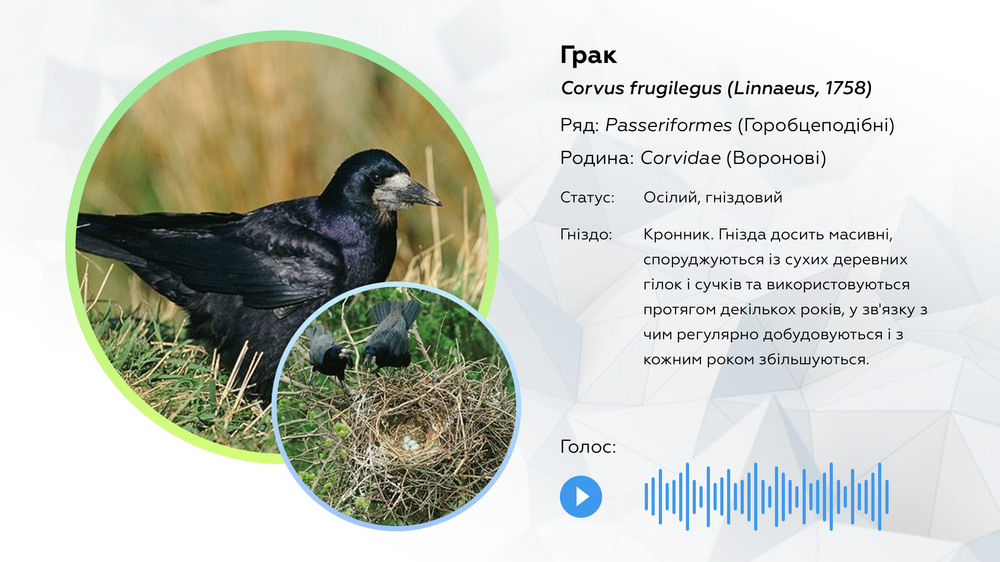 Грак
Corvus frugilegus (Linnaeus, 1758)
Ряд: Passeriformes (Горобцеподібні)
Родина: Corvidae (Воронові)
Статус: Осілий, гніздовий
Гніздо: Кронник. Гнізда досить масивні,
споруджуються із сухих деревних
гілок і сучків та використовуються
протягом декількох років, у зв'язку з
чим регулярно добудовуються і з
кожним роком збільшуються.
Голос: